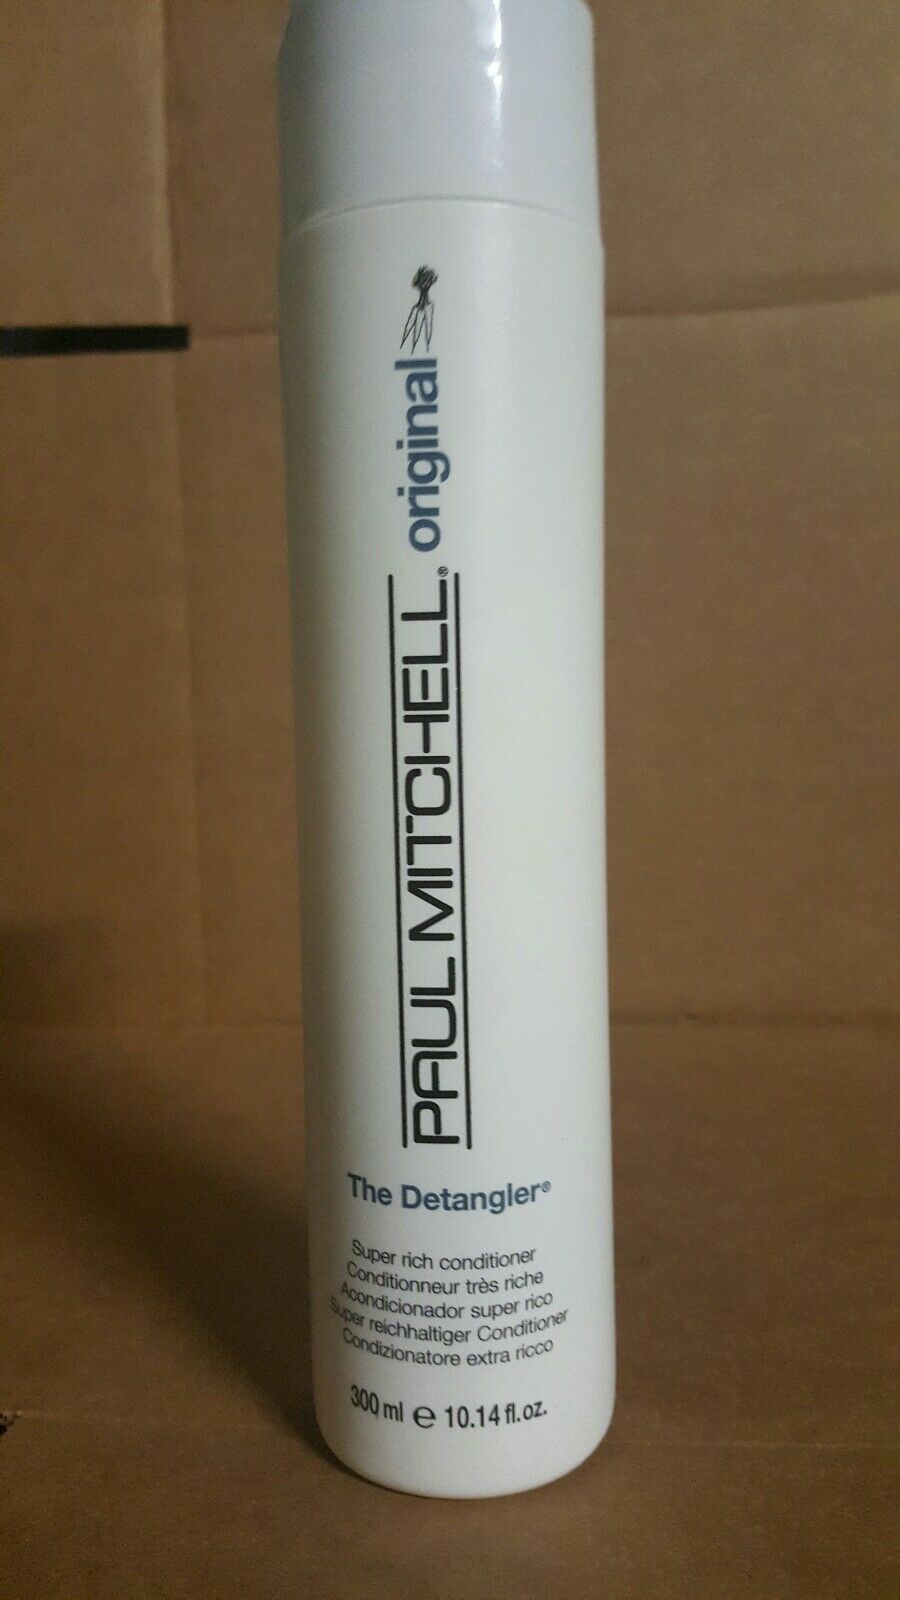 PAUL MITCHELL® original
The Detangler®
Super rich conditioner
Conditionneur très riche
Acondicionador super rico
Super reichhaltiger Conditioner
Condizionatore extra ricco
300 ml ℮ 10.14 fl. oz.